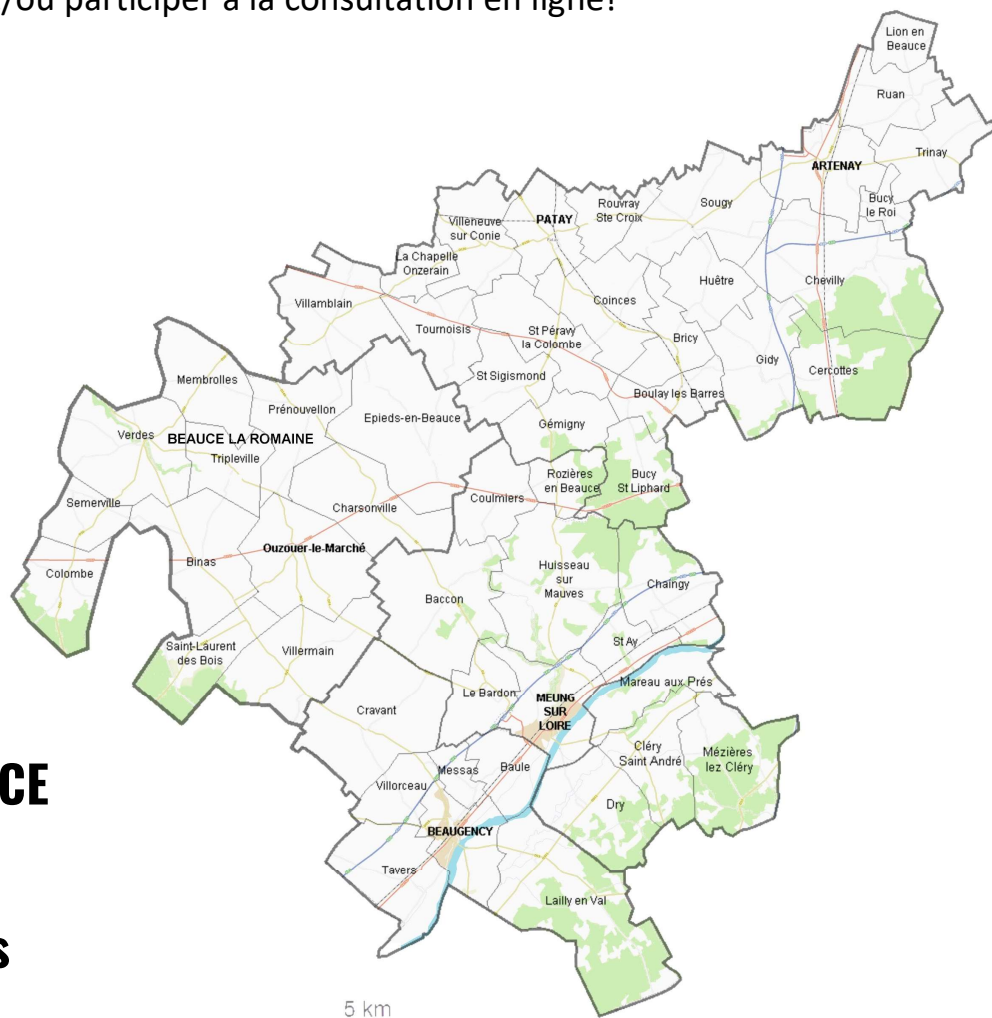 /ou participer à la consultation en ligne!
Lion en
Beauce
Ruan
Trinay
ARTENAY
Bucy
le Roi
Sougy
Rouvray
Ste Croix
PATAY
Villeneuve
sur Conie
La Chapelle
Onzerain
Chevilly
Huêtre
Coinces
Villamblain
Tournoisis
St Péravy
la Colombe
Bricy
Gidy
Cercottes
St Sigismond
Boulay les Barres
Membrolles
Prénouvellon
Epieds-en-Beauce
Gémigny
Verdes
BEAUCE LA ROMAINE
Tripleville
Rozières
en Beauce
Bucy
St Liphard
Coulmiers
Semerville
Charsonville
Ouzouer-le-Marché
Binas
Colombe
Huisseau
sur
Mauves
Chaingy
Baccon
St Ay
Saint-Laurent
des Bois
Villermain
Mareau aux Prés
Le Bardon
MEUNG
SUR
LOIRE
Cravant
Cléry
Saint André
Mézières
lez Cléry
Messas
Baule
Villorceau
CE
Dry
BEAUGENCY
Tavers
Lailly en Val
s
5 km